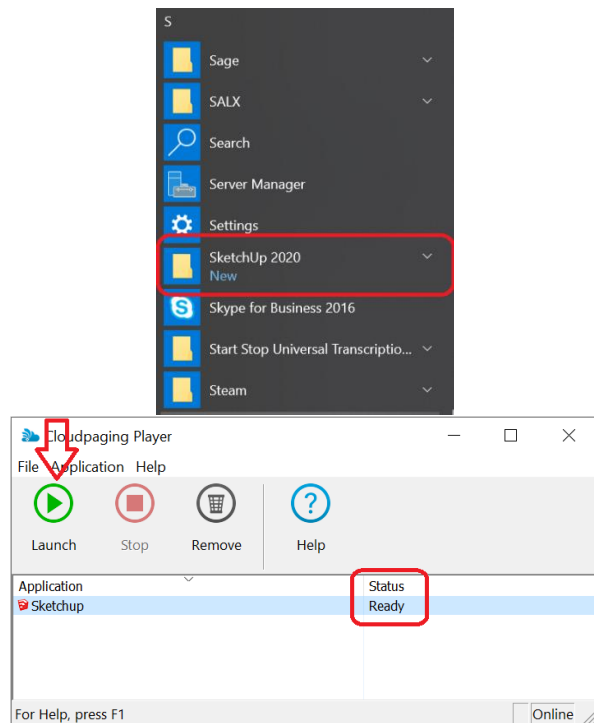 S
Sage
SALX
Search
Server Manager
Settings
SketchUp 2020
New
Skype for Business 2016
Start Stop Universal Transcriptio...
Steam
Cloudpaging Player
File Application Help
Launch Stop Remove Help
Application Status
Sketchup Ready
For Help, press F1 Online